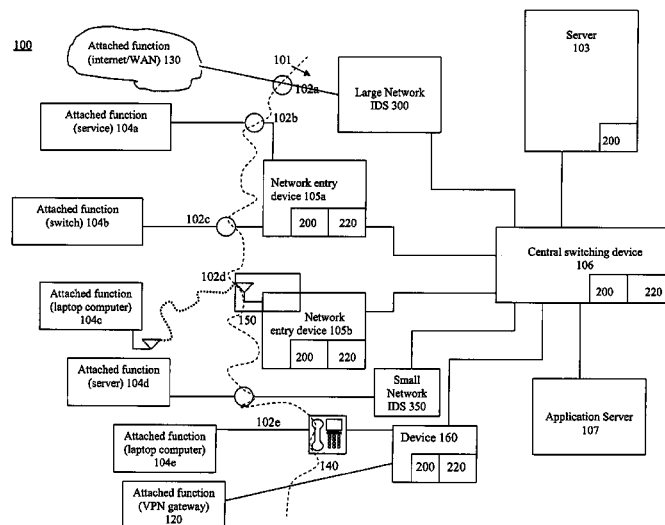 100
Attached function
(internet/WAN) 130
101
102a
Large Network
IDS 300
Server
103
200
Attached function
(service) 104a
102b
Network entry
device 105a
200
220
Attached function
(switch) 104b
102c
Central switching device
106
200
220
102d
Attached function
(laptop computer)
104c
150
Network
entry device 105b
200
220
Attached function
(server) 104d
Small
Network
IDS 350
Application Server
107
102e
Attached function
(laptop computer)
104e
140
Device 160
200
220
Attached function
(VPN gateway)
120